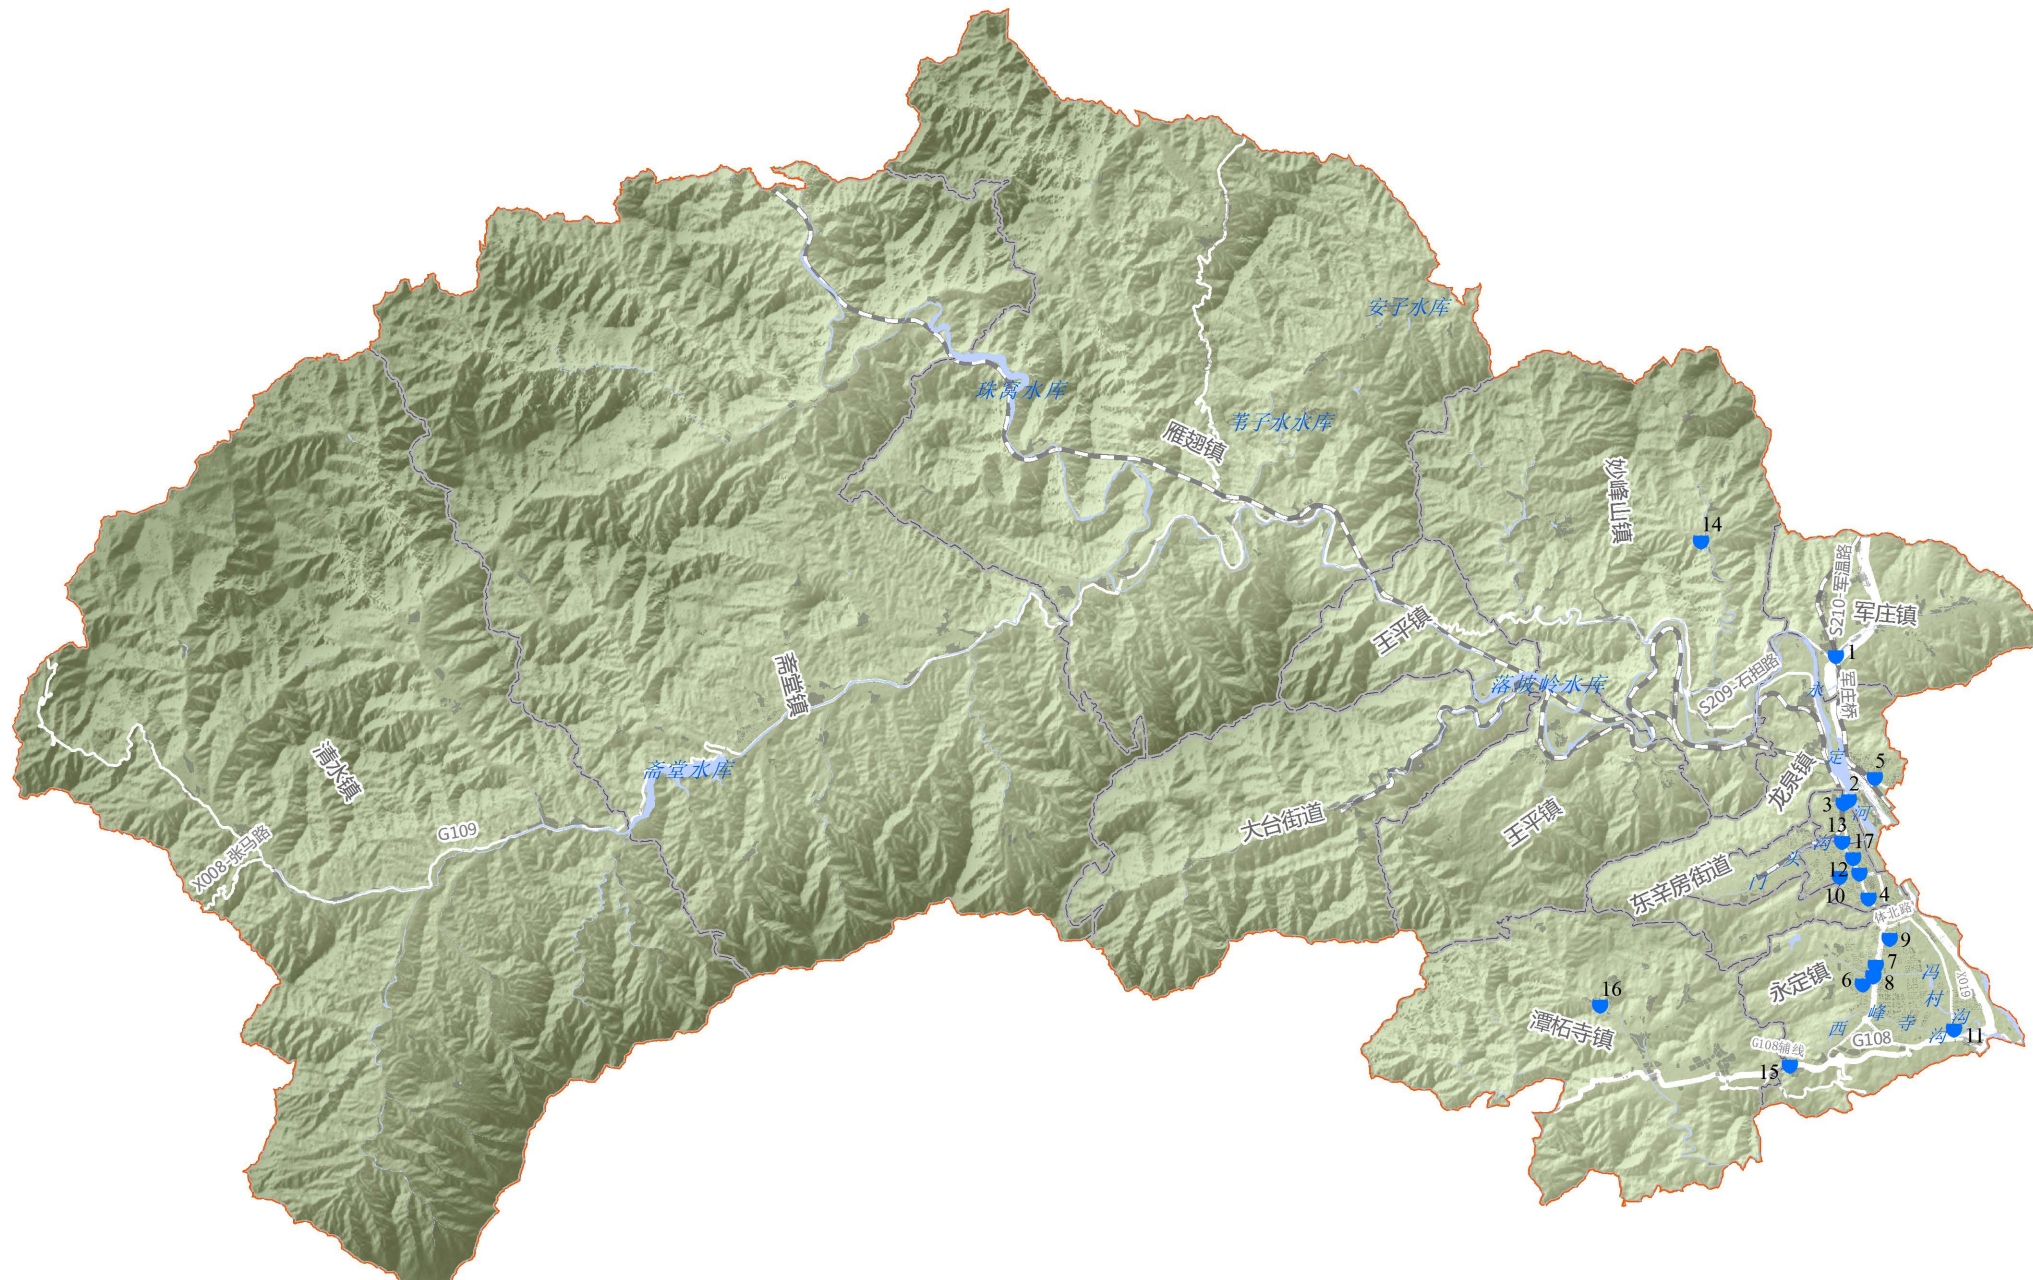 安子水库
珠窝水库
苇子水水库
雁翅镇
妙峰山镇
14
S210-军温路
军庄镇
1
王平镇
斋堂镇
落坡岭水库
S209-石担路
军庄桥
永
定
河
清水镇
斋堂水库
龙泉镇
5
2
3
大台街道
王平镇
13
17
门
头
沟
12
10
4
G109
X008-张马路
东辛房街道
体北路
9
7
8
6
永定镇
冯
村
沟
X019
16
潭柘寺镇
西
峰
寺
沟
11
G108
G108辅线
15